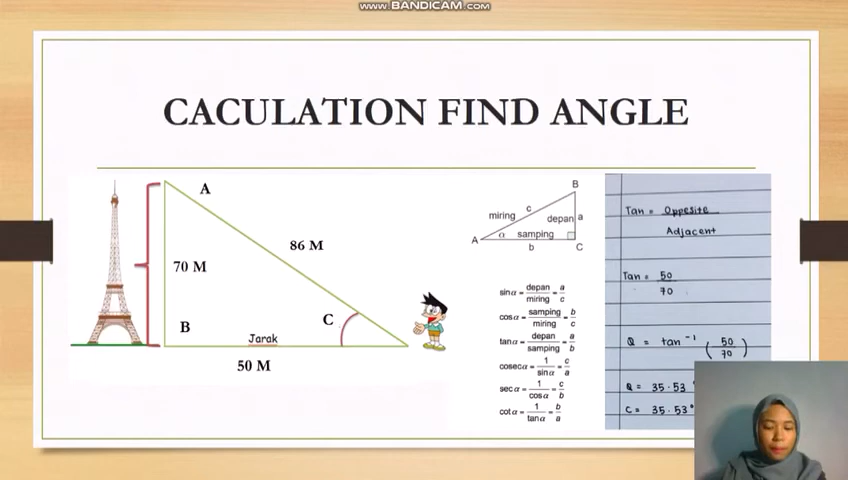 WWW.BANDICAM.COM
CACULATION FIND ANGLE
A
86 M
70 M
B
C
Jarak
50 M
B
c
miring
depan
a
A
α
samping
b
C
sinα = depan/miring = a/c
cosα = samping/miring = b/c
tanα = depan/samping = a/b
cosecα = 1/sinα = c/a
secα = 1/cosα = c/b
cotα = 1/tanα = b/a
Tan = Opposite
Adjacent
Tan = 50
70
Q = tan⁻¹ (50/70)
Q = 35.53°
C = 35.53°